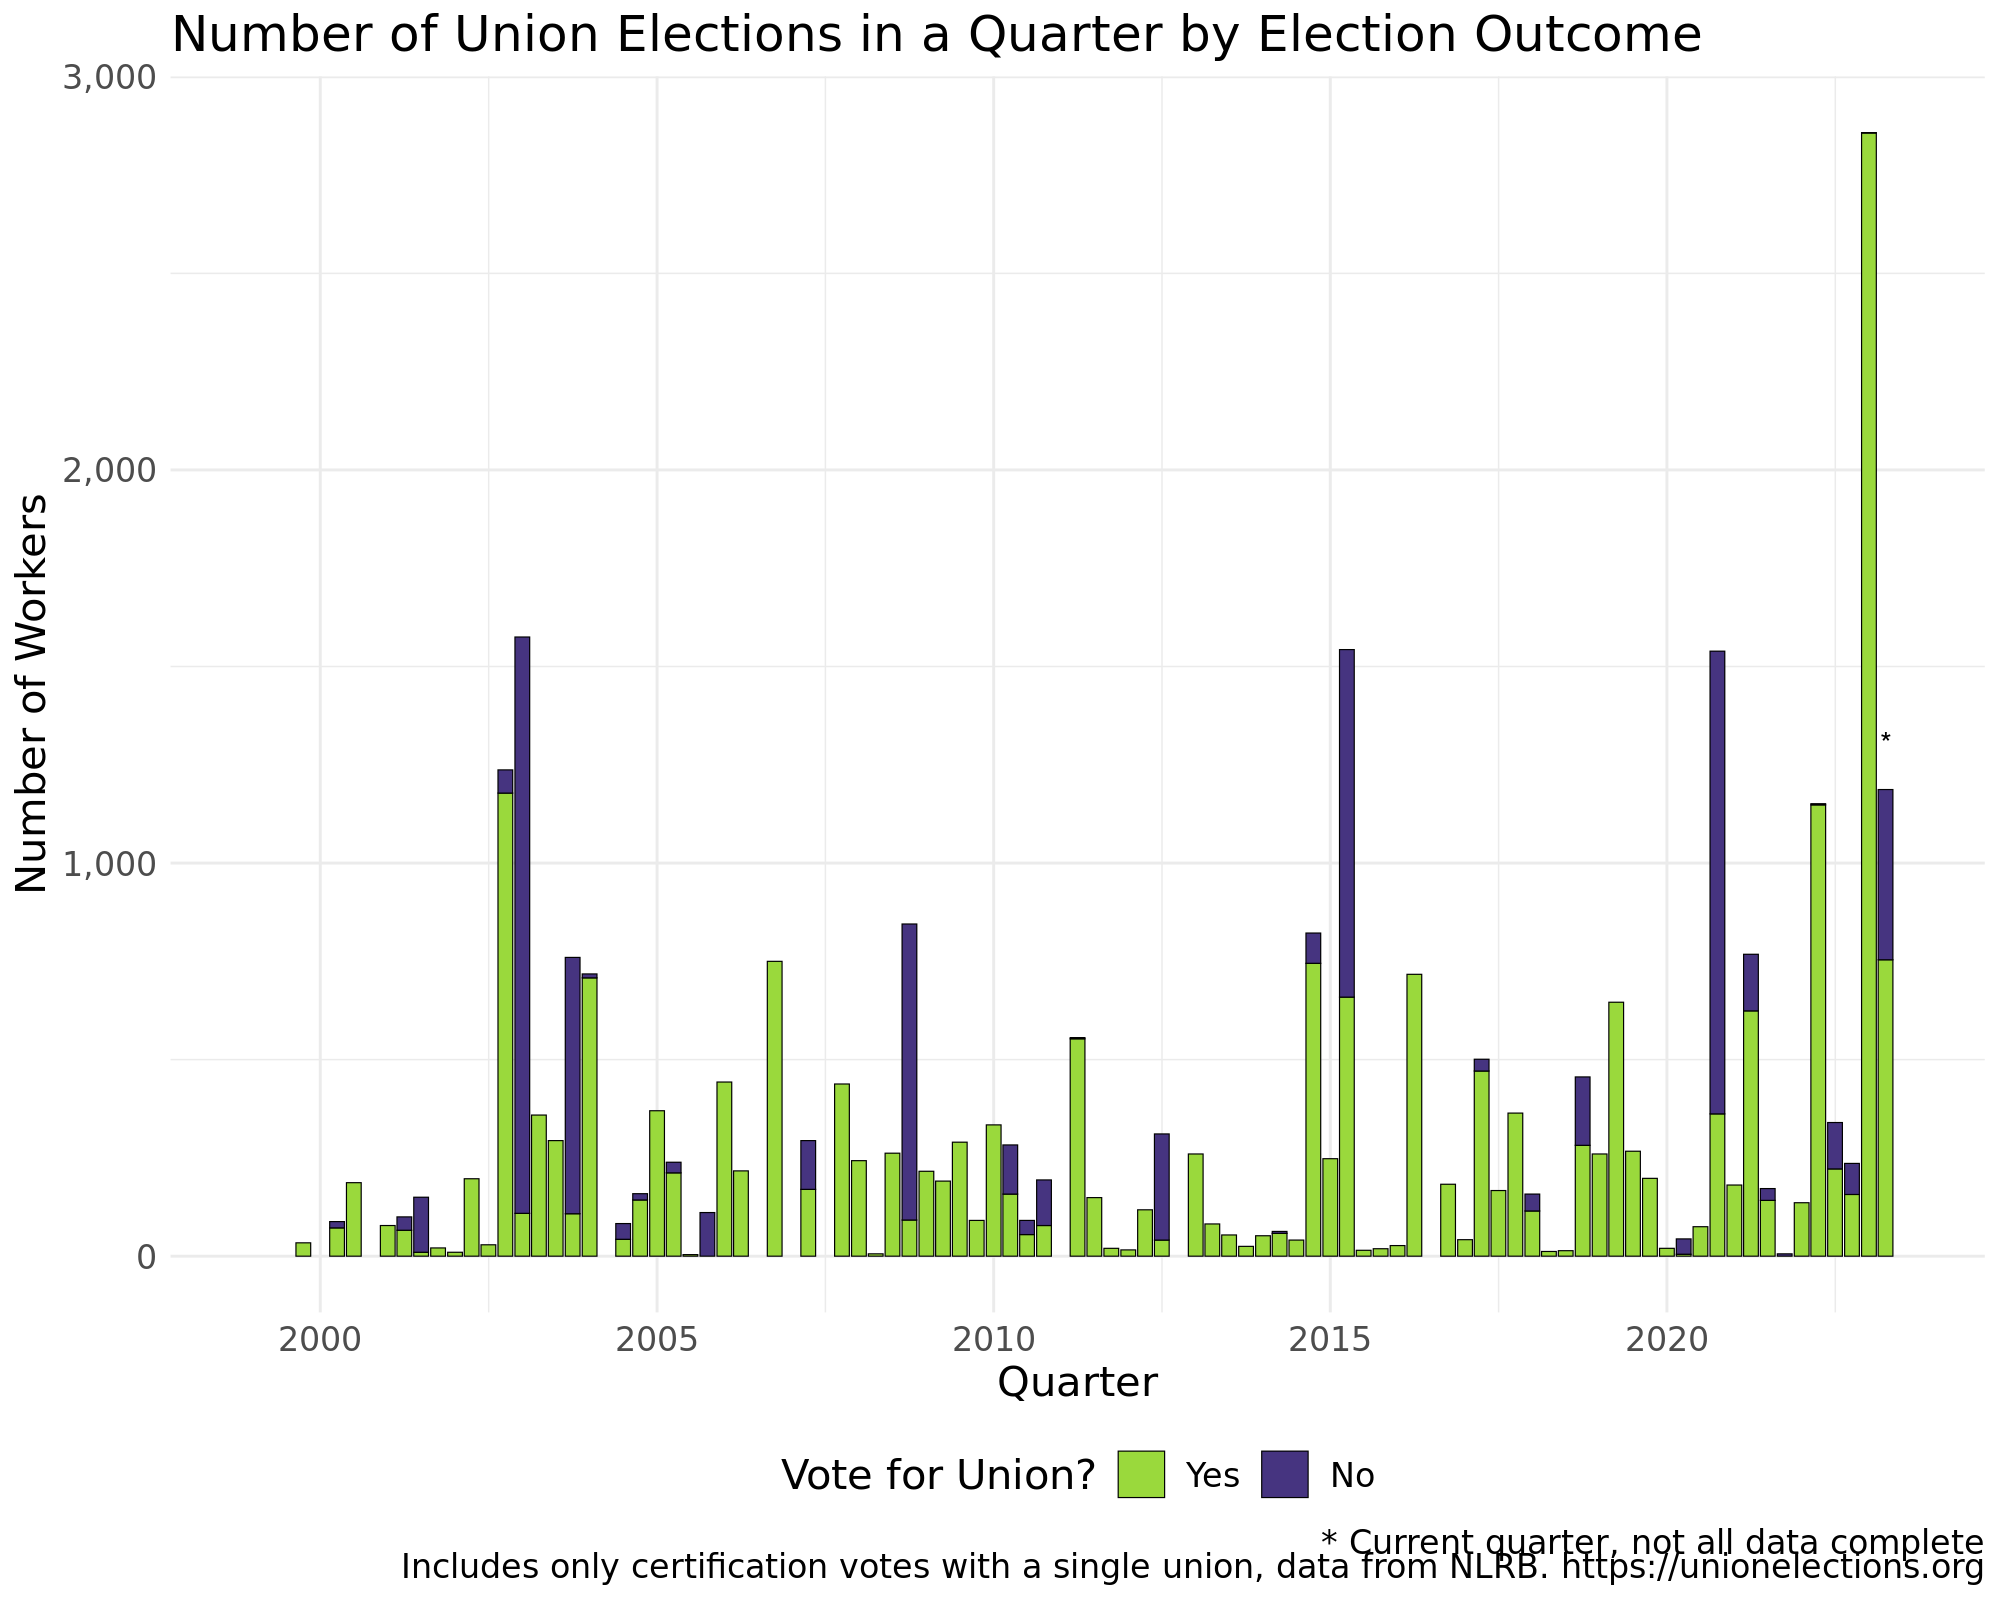 Number of Union Elections in a Quarter by Election Outcome
3,000
2,000
1,000
0
Number of Workers
*
2000 2005 2010 2015 2020
Quarter
Vote for Union? Yes No
* Current quarter, not all data complete
Includes only certification votes with a single union, data from NLRB. https://unionelections.org